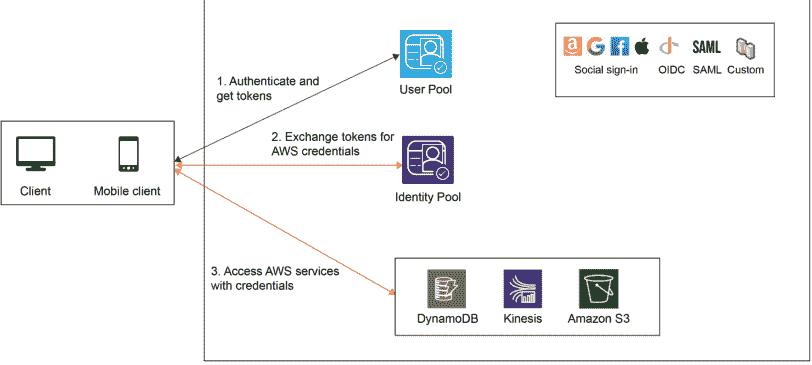 1. Authenticate and
get tokens
User Pool
SAML
Social sign-in OIDC SAML Custom
2. Exchange tokens for
AWS credentials
Client Mobile client
Identity Pool
3. Access AWS services
with credentials
DynamoDB Kinesis Amazon S3